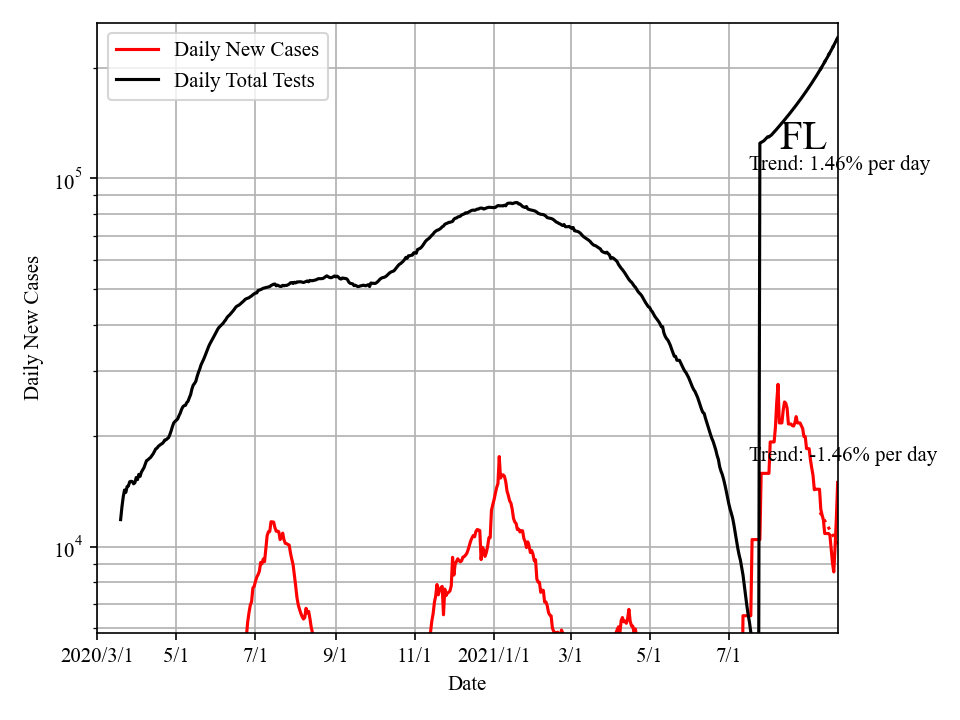 Daily New Cases
Daily Total Tests
FL
Trend: 1.46% per day
10^5
Daily New Cases
Trend: -1.46% per day
10^4
2020/3/1 5/1 7/1 9/1 11/1 2021/1/1 3/1 5/1 7/1
Date